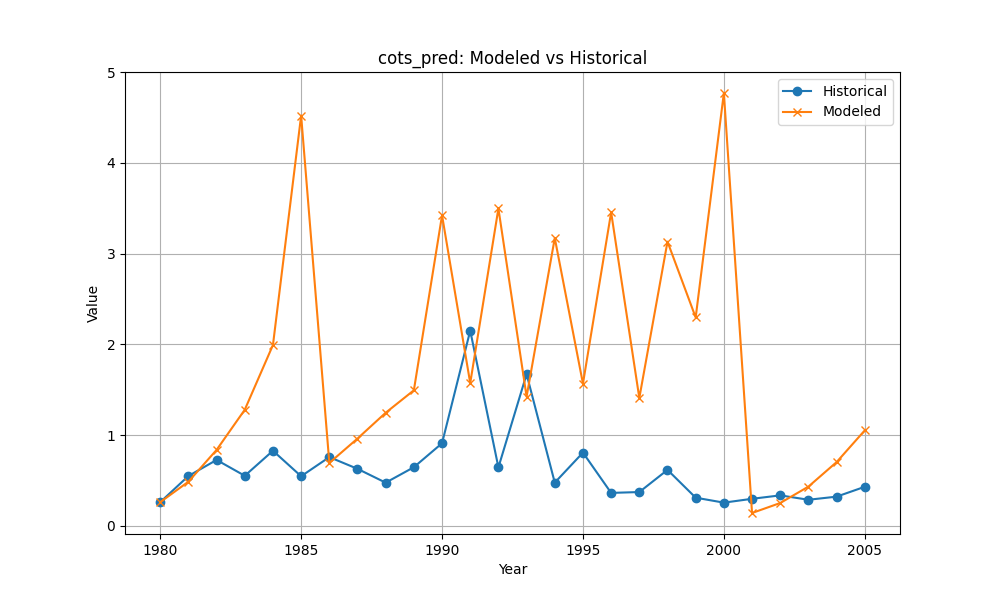 cots_pred: Modeled vs Historical
Historical
Modeled
Value
5
4
3
2
1
0
1980
1985
1990
1995
2000
2005
Year